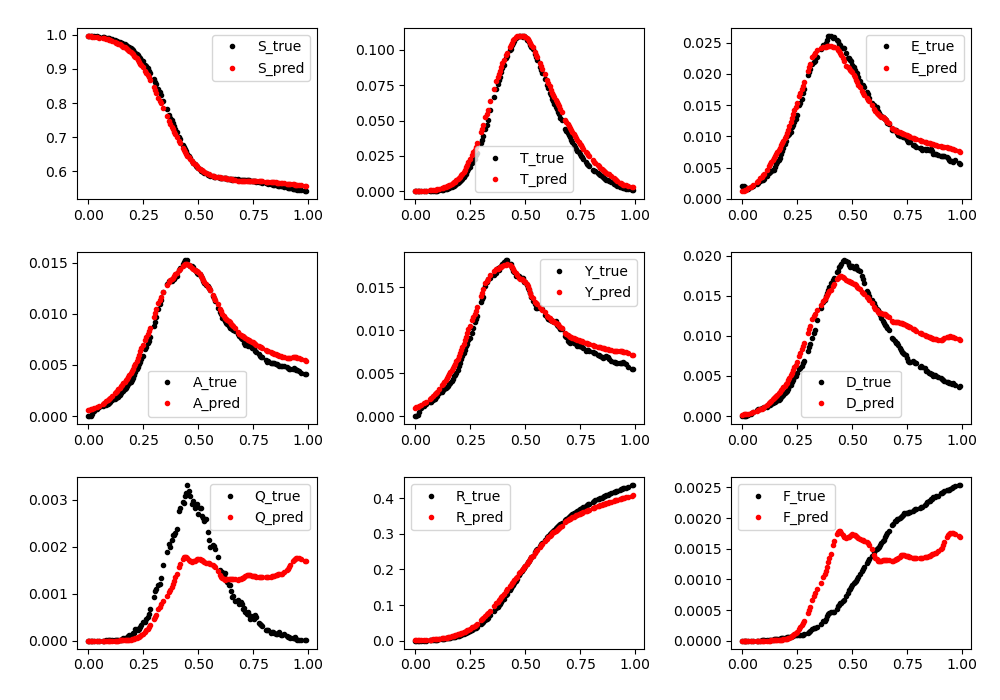 1.0
0.9
0.8
0.7
0.6
0.00 0.25 0.50 0.75 1.00
S_true
S_pred
0.100
0.075
0.050
0.025
0.000
0.00 0.25 0.50 0.75 1.00
T_true
T_pred
0.025
0.020
0.015
0.010
0.005
0.000
0.00 0.25 0.50 0.75 1.00
E_true
E_pred
0.015
0.010
0.005
0.000
0.00 0.25 0.50 0.75 1.00
A_true
A_pred
0.015
0.010
0.005
0.000
0.00 0.25 0.50 0.75 1.00
Y_true
Y_pred
0.020
0.015
0.010
0.005
0.000
0.00 0.25 0.50 0.75 1.00
D_true
D_pred
0.003
0.002
0.001
0.000
0.00 0.25 0.50 0.75 1.00
Q_true
Q_pred
0.4
0.3
0.2
0.1
0.0
0.00 0.25 0.50 0.75 1.00
R_true
R_pred
0.0025
0.0020
0.0015
0.0010
0.0005
0.0000
0.00 0.25 0.50 0.75 1.00
F_true
F_pred